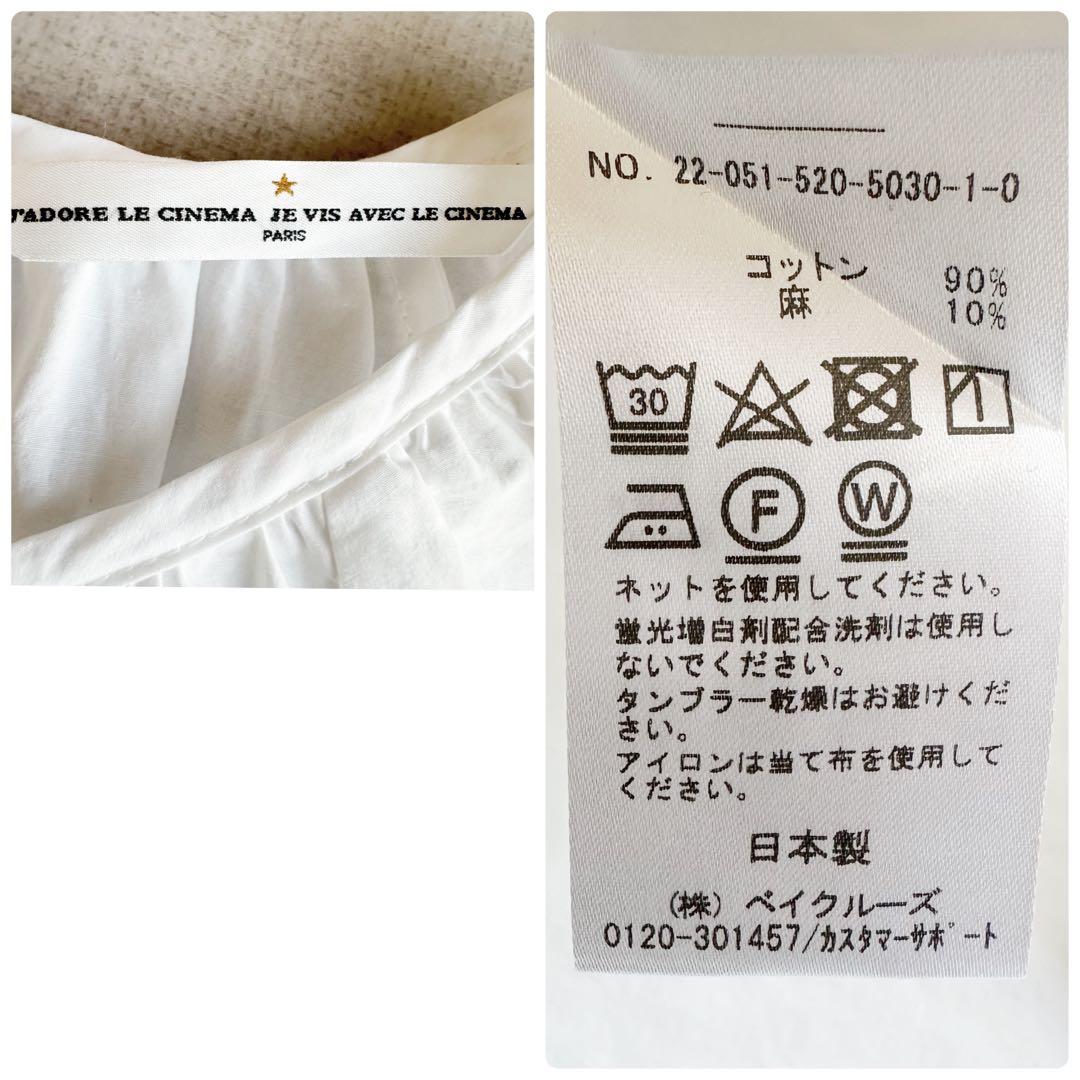 J'ADORE LE CINEMA JE VIS AVEC LE CINEMA
PARIS
NO. 22-051-520-5030-1-0
コットン 90%
麻 10%
30
F W
ネットを使用してください。
蛍光増白剤配合洗剤は使用し
ないでください。
タンブラー乾燥はお避けくだ
さい。
アイロンは当て布を使用して
ください。
日本製
(株) ベイクルーズ
0120-301457/カスタマーサポート